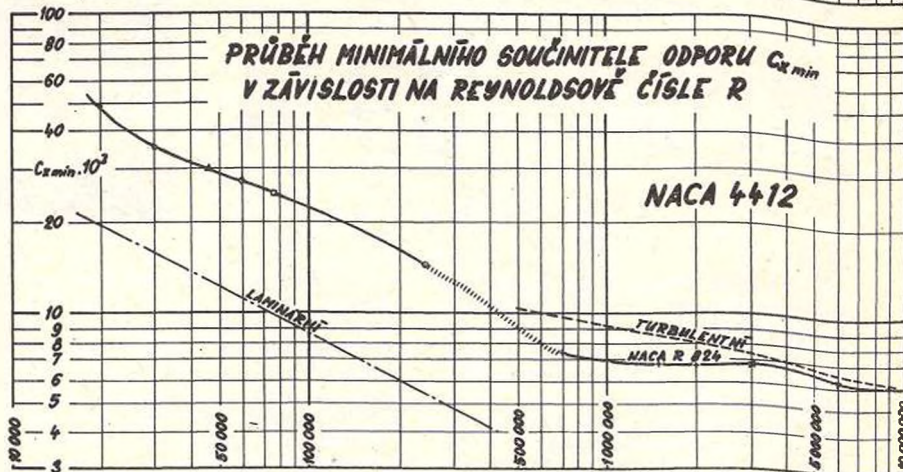 100
80
60
40
20
10
9
8
7
6
5
4
3
PRŮBĚH MINIMÁLNÍHO SOUČINITELE ODPORU Cx min
V ZÁVISLOSTI NA REYNOLDSOVĚ ČÍSLE R
Cx min. 10³
NACA 4412
LAMINÁRNÍ
TURBULENTNÍ
NACA R 824
10 000
50 000
100 000
500 000
1000 000
5000 000